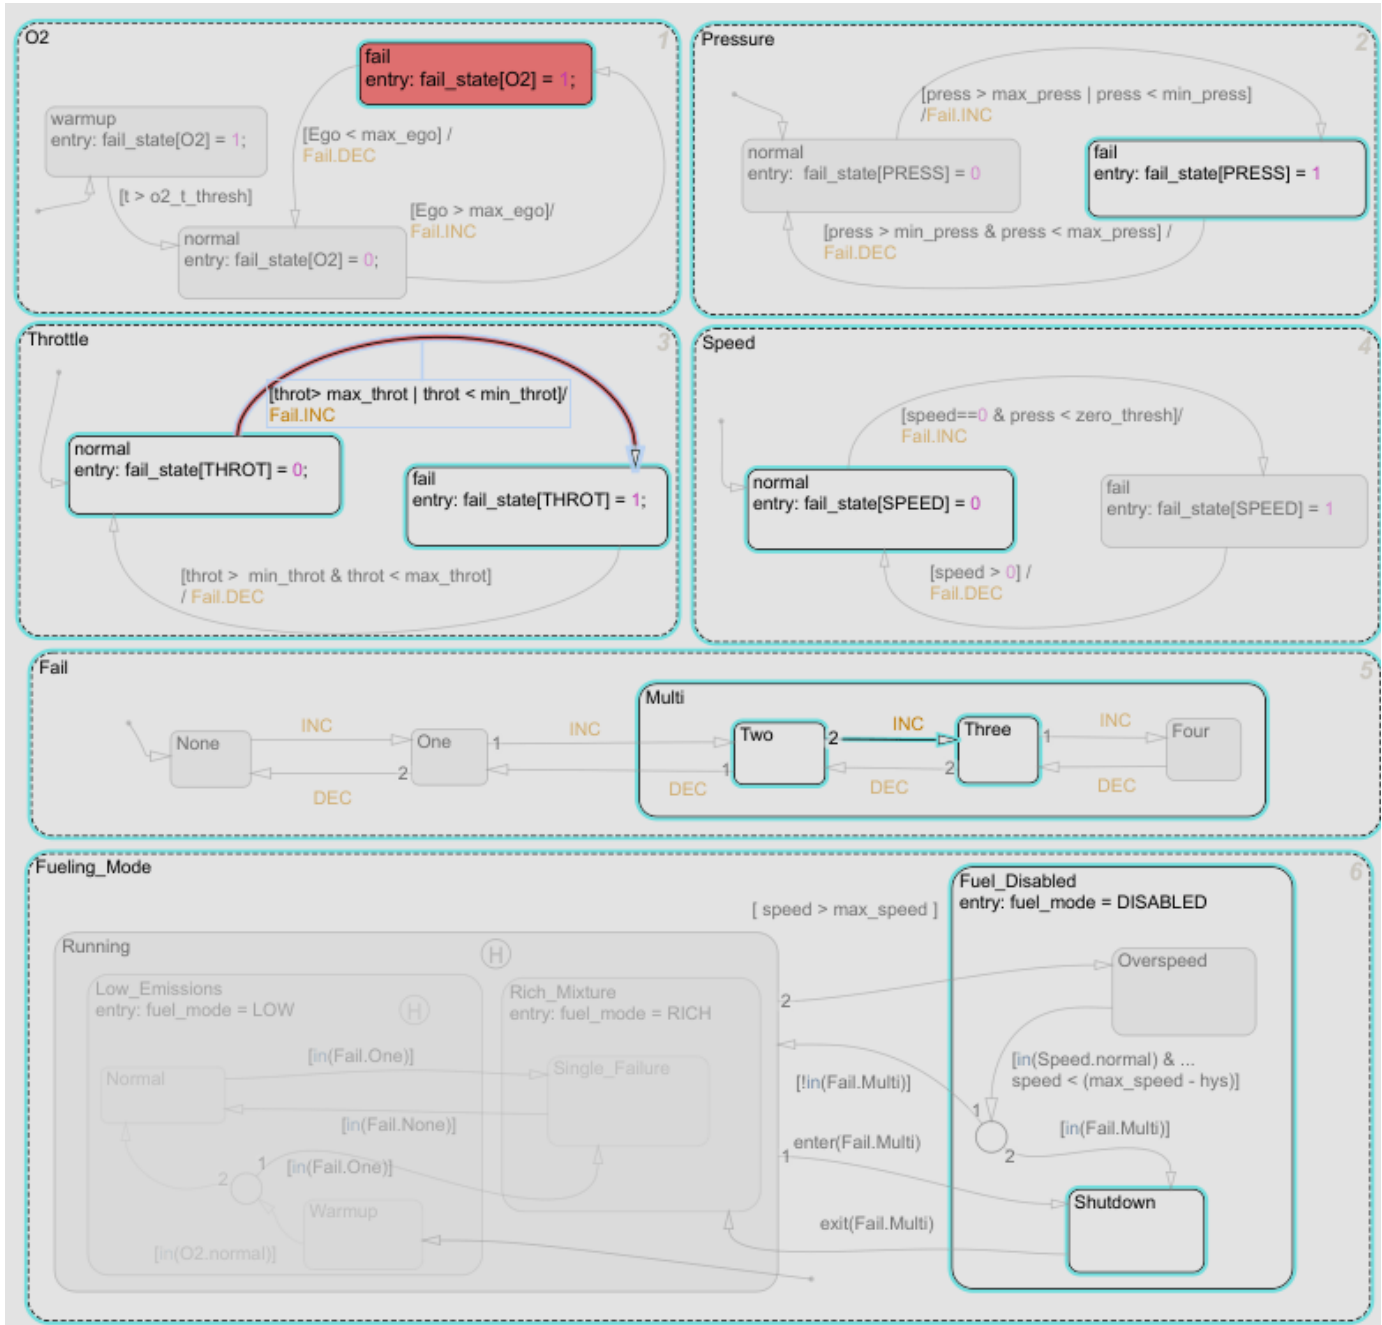 O2
1
fail
entry: fail_state[O2] = 1;
warmup
entry: fail_state[O2] = 1;
[Ego < max_ego] /
Fail.DEC
[t > o2_t_thresh]
[Ego > max_ego]/
Fail.INC
normal
entry: fail_state[O2] = 0;
Pressure
2
[press > max_press | press < min_press]
/Fail.INC
normal
entry:  fail_state[PRESS] = 0
fail
entry: fail_state[PRESS] = 1
[press > min_press & press < max_press] /
Fail.DEC
Throttle
3
[throt> max_throt | throt < min_throt]/
Fail.INC
normal
entry: fail_state[THROT] = 0;
fail
entry: fail_state[THROT] = 1;
[throt >  min_throt & throt < max_throt]
/ Fail.DEC
Speed
4
[speed==0 & press < zero_thresh]/
Fail.INC
normal
entry: fail_state[SPEED] = 0
fail
entry: fail_state[SPEED] = 1
[speed > 0] /
Fail.DEC
Fail
5
Multi
None
INC
One
1
INC
Two
2
INC
Three
1
INC
Four
DEC
2
DEC
1
DEC
2
DEC
Fueling_Mode
6
Fuel_Disabled
entry: fuel_mode = DISABLED
[ speed > max_speed ]
Running
H
Low_Emissions
entry: fuel_mode = LOW
H
Rich_Mixture
entry: fuel_mode = RICH
2
Overspeed
[in(Fail.One)]
Normal
Single_Failure
[in(Speed.normal) & ...
speed < (max_speed - hys)]
[!in(Fail.Multi)]
1
[in(Fail.None)]
[in(Fail.Multi)]
2
enter(Fail.Multi)
1
1
[in(Fail.One)]
2
Warmup
Shutdown
exit(Fail.Multi)
[in(O2.normal)]